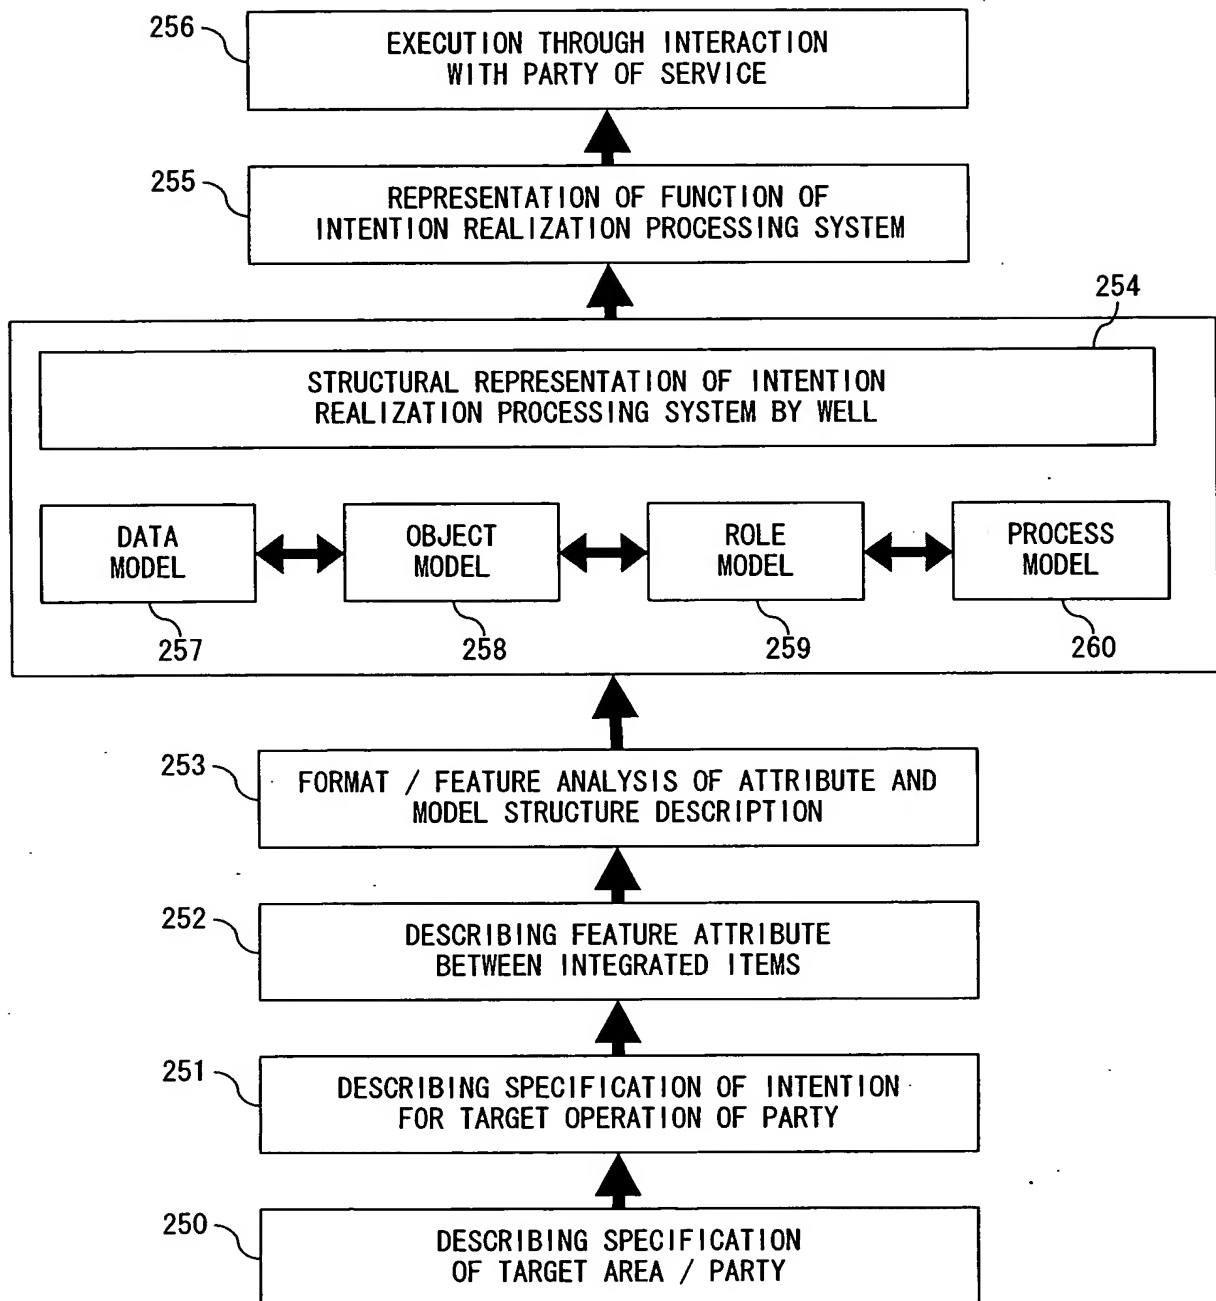 256
EXECUTION THROUGH INTERACTION
WITH PARTY OF SERVICE
255
REPRESENTATION OF FUNCTION OF
INTENTION REALIZATION PROCESSING SYSTEM
254
STRUCTURAL REPRESENTATION OF INTENTION
REALIZATION PROCESSING SYSTEM BY WELL
DATA
MODEL
OBJECT
MODEL
ROLE
MODEL
PROCESS
MODEL
257
258
259
260
253
FORMAT / FEATURE ANALYSIS OF ATTRIBUTE AND
MODEL STRUCTURE DESCRIPTION
252
DESCRIBING FEATURE ATTRIBUTE
BETWEEN INTEGRATED ITEMS
251
DESCRIBING SPECIFICATION OF INTENTION
FOR TARGET OPERATION OF PARTY
250
DESCRIBING SPECIFICATION
OF TARGET AREA / PARTY